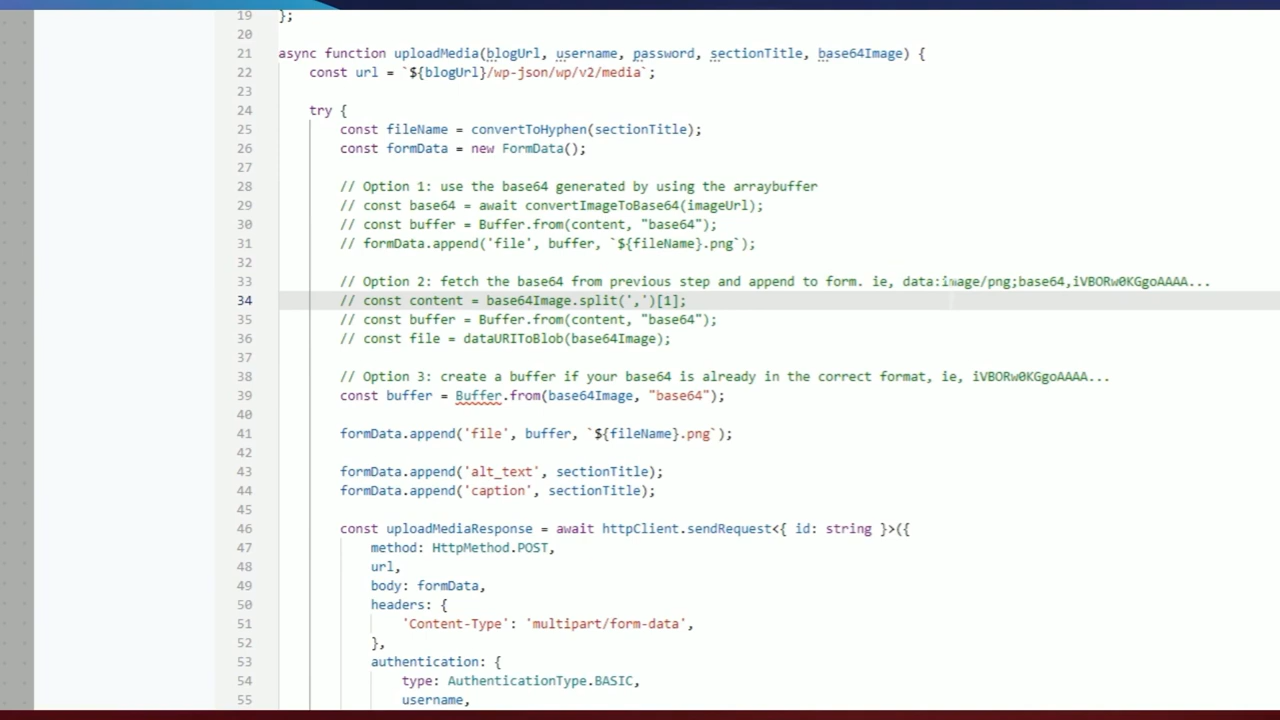 19 };
20
21 async function uploadMedia(blogUrl, username, password, sectionTitle, base64Image) {
22 const url = `${blogUrl}/wp-json/wp/v2/media`;
23
24 try {
25 const fileName = convertToHyphen(sectionTitle);
26 const formData = new FormData();
27
28 // Option 1: use the base64 generated by using the arraybuffer
29 // const base64 = await convertImageToBase64(imageUrl);
30 // const buffer = Buffer.from(content, "base64");
31 // formData.append('file', buffer, `${fileName}.png`);
32
33 // Option 2: fetch the base64 from previous step and append to form. ie, data:image/png;base64,iVBORw0KGgoAAAA...
34 // const content = base64Image.split(',')[1];
35 // const buffer = Buffer.from(content, "base64");
36 // const file = dataURIToBlob(base64Image);
37
38 // Option 3: create a buffer if your base64 is already in the correct format, ie, iVBORw0KGgoAAAA...
39 const buffer = Buffer.from(base64Image, "base64");
40
41 formData.append('file', buffer, `${fileName}.png`);
42
43 formData.append('alt_text', sectionTitle);
44 formData.append('caption', sectionTitle);
45
46 const uploadMediaResponse = await httpClient.sendRequest<{ id: string }>({
47 method: HttpMethod.POST,
48 url,
49 body: formData,
50 headers: {
51 'Content-Type': 'multipart/form-data',
52 },
53 authentication: {
54 type: AuthenticationType.BASIC,
55 username,